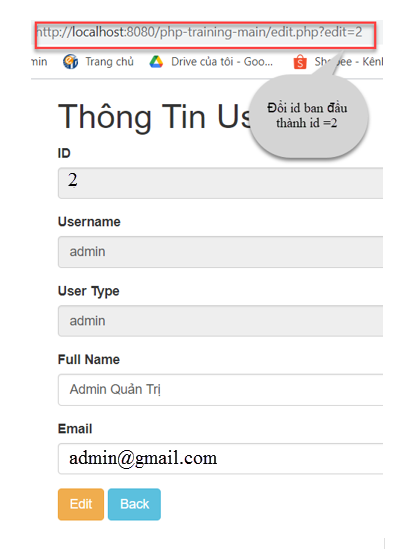 http://localhost:8080/php-training-main/edit.php?edit=2
min Trang chủ Drive của tôi - Goo... Kênh
Đổi id ban đầu
thành id =2
Thông Tin
ID
2
Username
admin
User Type
admin
Full Name
Admin Quản Trị
Email
admin@gmail.com
Edit Back